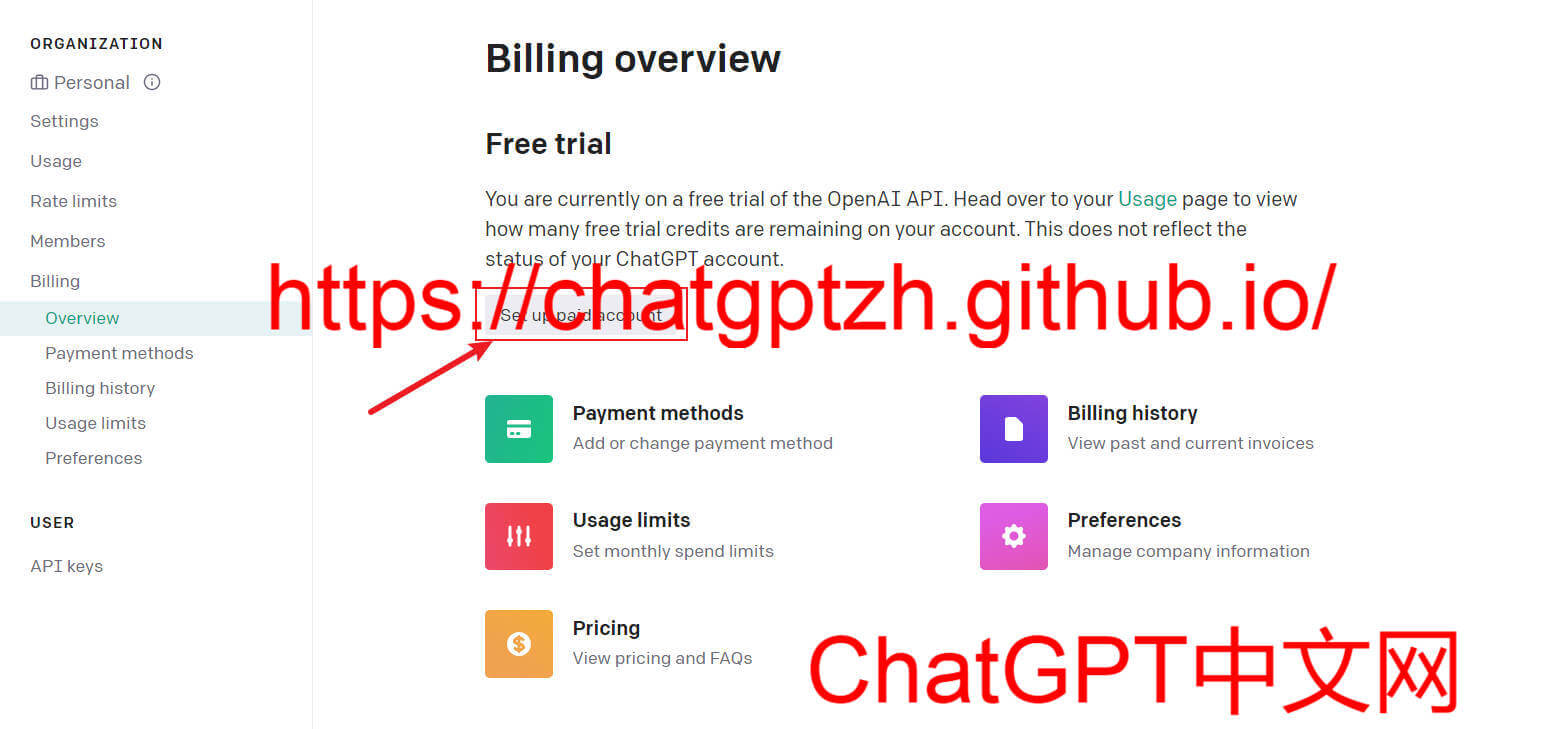 ORGANIZATION
Personal
Settings
Usage
Rate limits
Members
Billing
Overview
Payment methods
Billing history
Usage limits
Preferences
USER
API keys
Billing overview
Free trial
You are currently on a free trial of the OpenAI API. Head over to your Usage page to view
how many free trial credits are remaining on your account. This does not reflect the
status of your ChatGPT account.
https://chatgptzh.github.io/
Set up paid account
Payment methods
Add or change payment method
Billing history
View past and current invoices
Usage limits
Set monthly spend limits
Preferences
Manage company information
Pricing
View pricing and FAQs
ChatGPT中文网